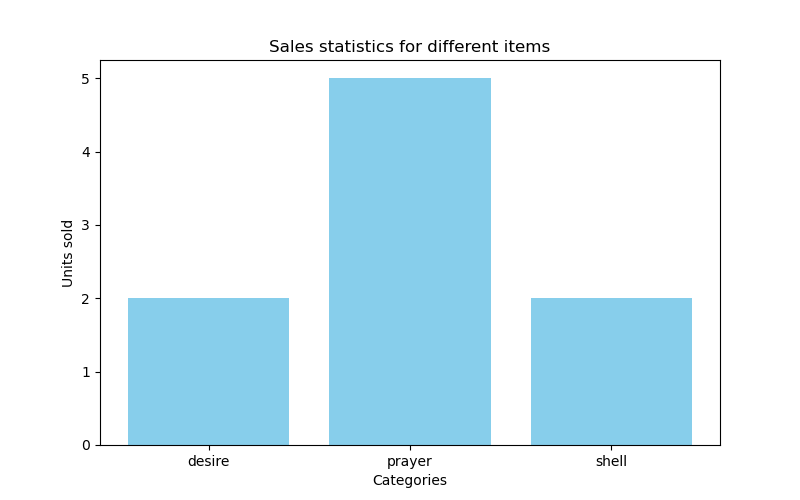 Sales statistics for different items
Units sold
5
4
3
2
1
0
desire prayer shell
Categories